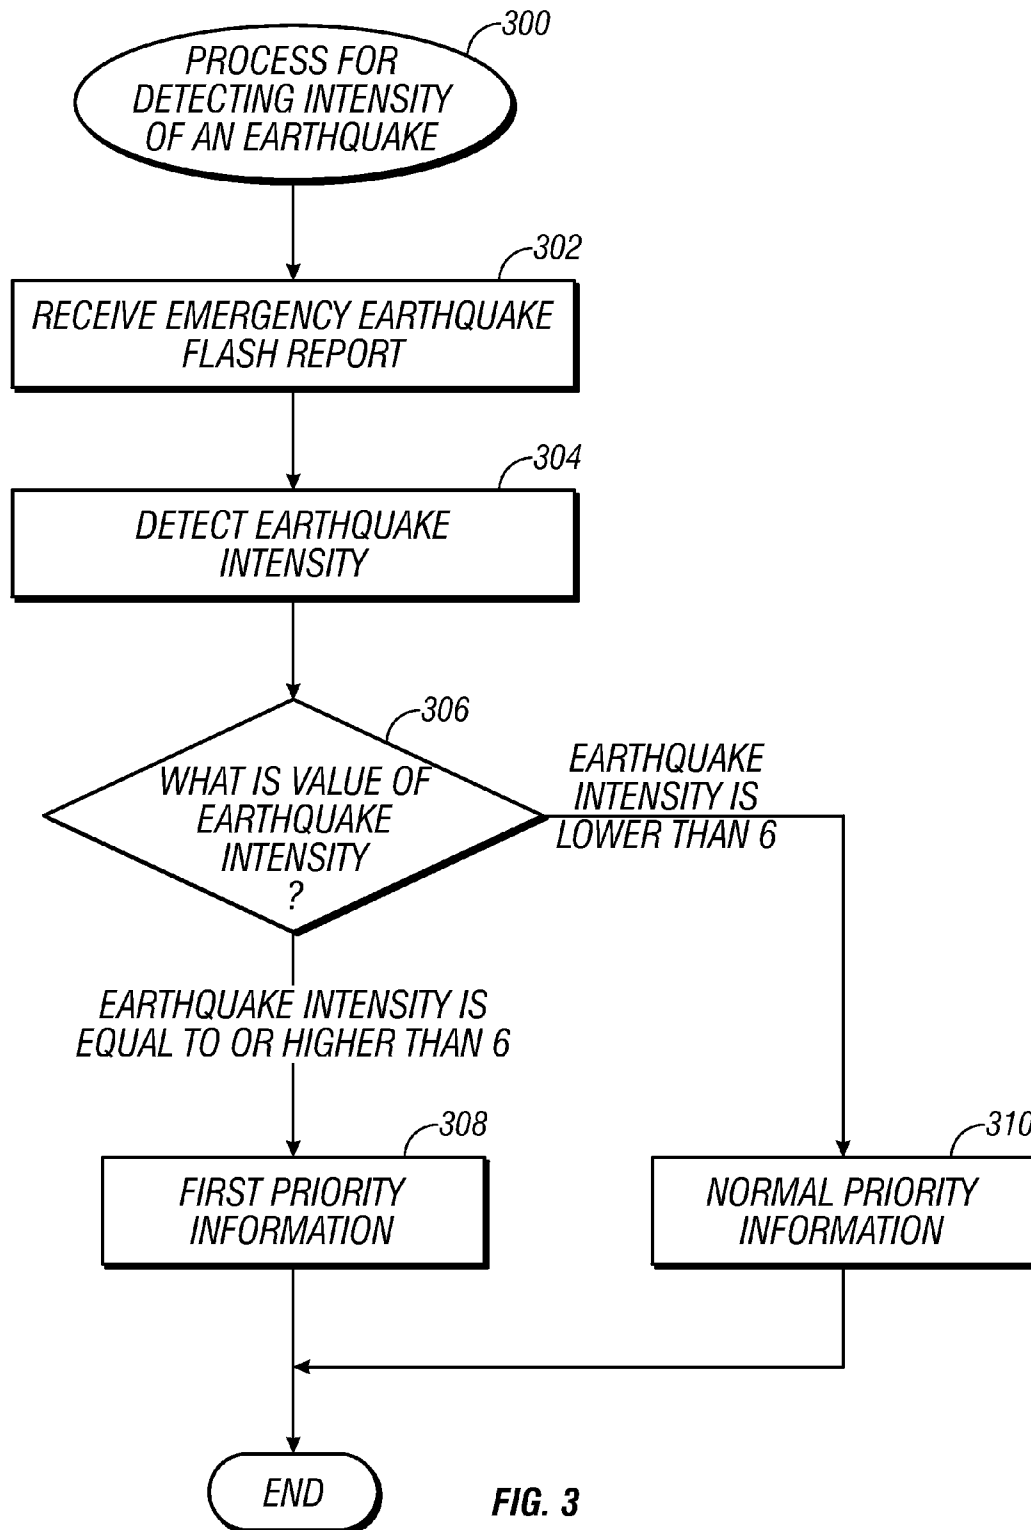 300
PROCESS FOR
DETECTING INTENSITY
OF AN EARTHQUAKE
302
RECEIVE EMERGENCY EARTHQUAKE
FLASH REPORT
304
DETECT EARTHQUAKE
INTENSITY
306
WHAT IS VALUE OF
EARTHQUAKE
INTENSITY
?
EARTHQUAKE
INTENSITY IS
LOWER THAN 6
EARTHQUAKE INTENSITY IS
EQUAL TO OR HIGHER THAN 6
308
FIRST PRIORITY
INFORMATION
310
NORMAL PRIORITY
INFORMATION
END
FIG. 3